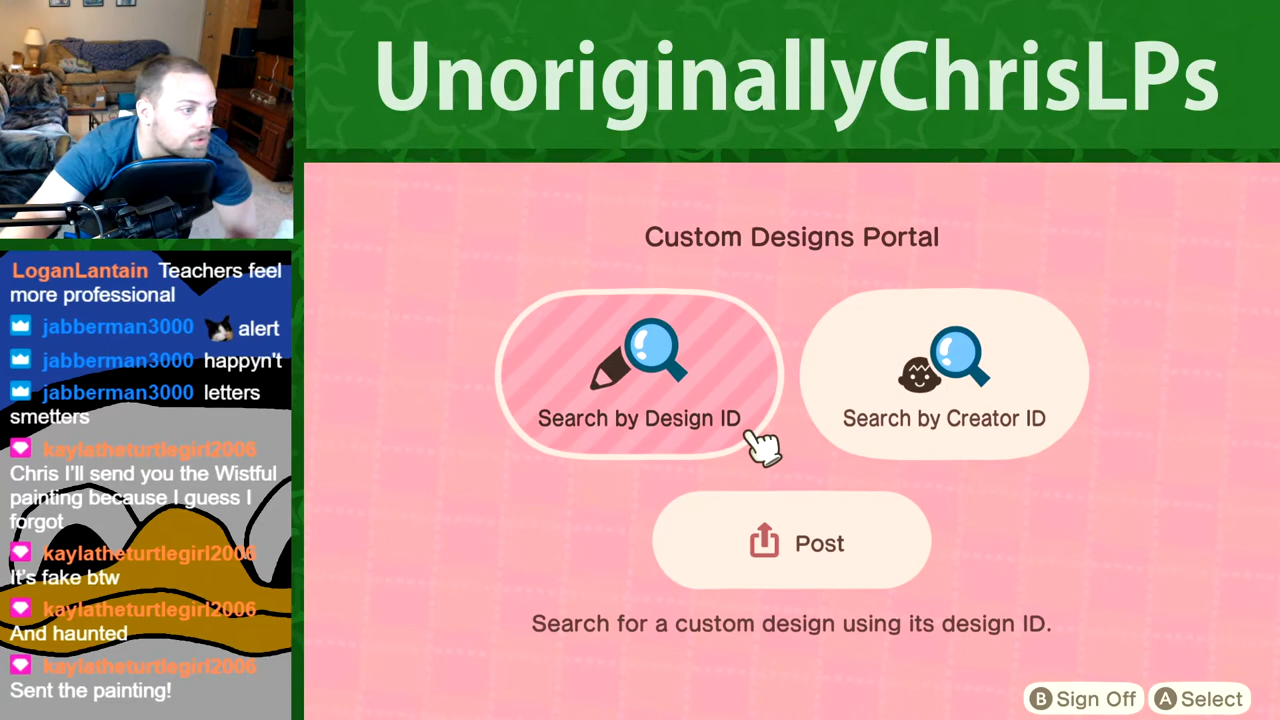 UnoriginallyChrisLPs
LoganLantain Teachers feel
more professional
jabberman3000 alert
jabberman3000 happyn't
jabberman3000 letters
smetters
kaylatheturtlegirl2006
Chris I'll send you the Wistful
painting because I guess I
forgot
kaylatheturtlegirl2006
It's fake btw
kaylatheturtlegirl2006
And haunted
kaylatheturtlegirl2006
Sent the painting!
Custom Designs Portal
Search by Design ID
Search by Creator ID
Post
Search for a custom design using its design ID.
B Sign Off A Select